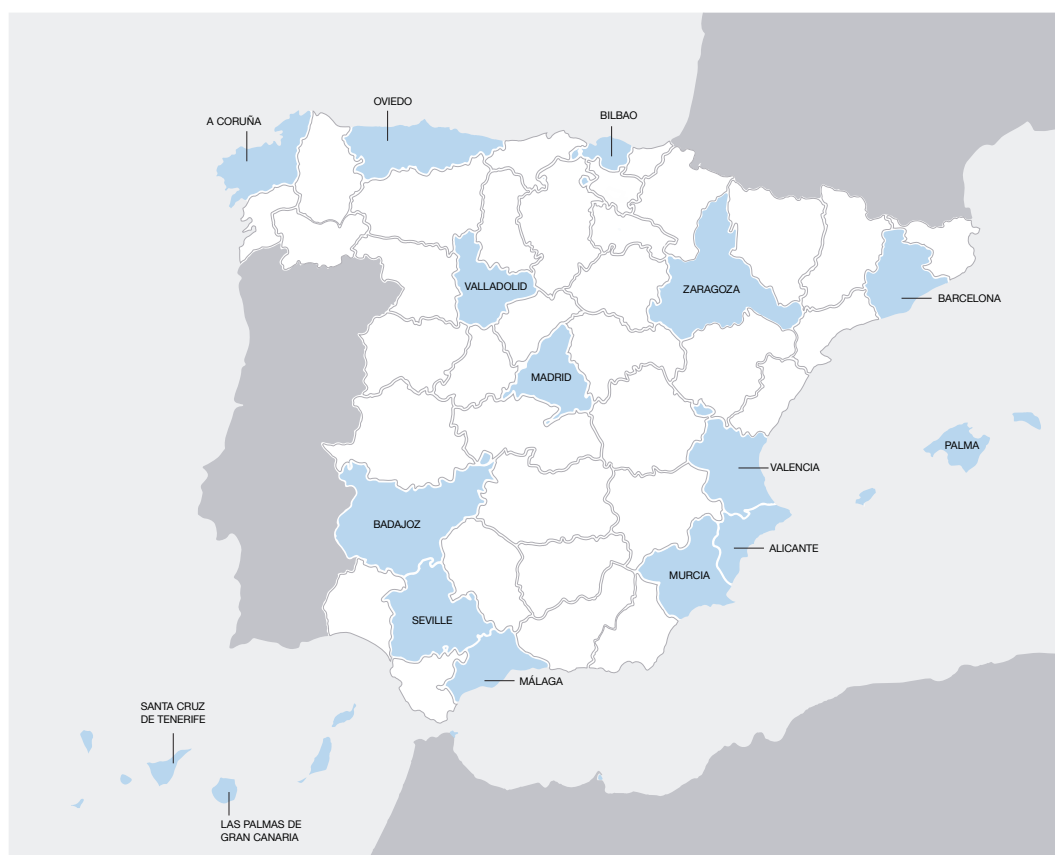 OVIEDO
BILBAO
A CORUÑA
VALLADOLID
ZARAGOZA
BARCELONA
MADRID
PALMA
VALENCIA
BADAJOZ
ALICANTE
MURCIA
SEVILLE
MÁLAGA
SANTA CRUZ
DE TENERIFE
LAS PALMAS DE
GRAN CANARIA